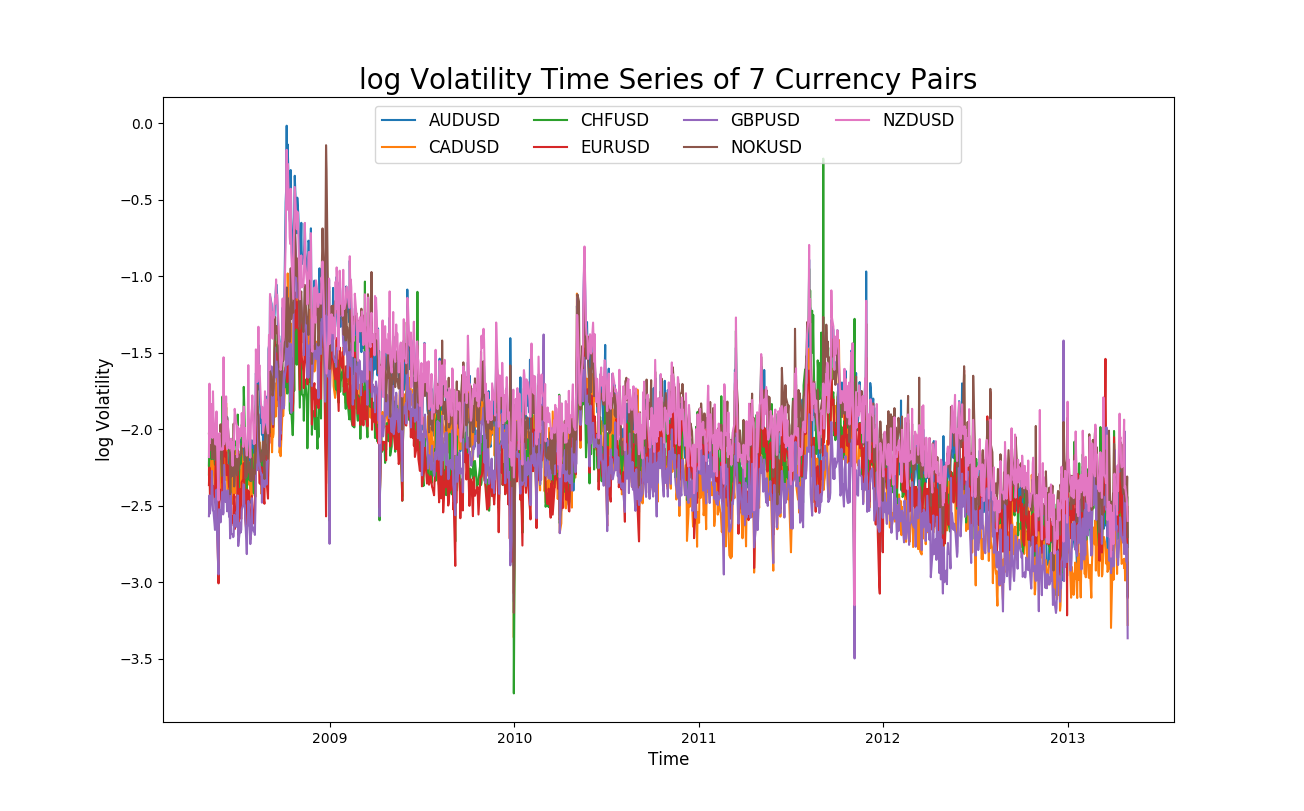 log Volatility Time Series of 7 Currency Pairs
AUDUSD CHFUSD GBPUSD NZDUSD
CADUSD EURUSD NOKUSD
0.0
−0.5
−1.0
−1.5
−2.0
−2.5
−3.0
−3.5
log Volatility
2009 2010 2011 2012 2013
Time